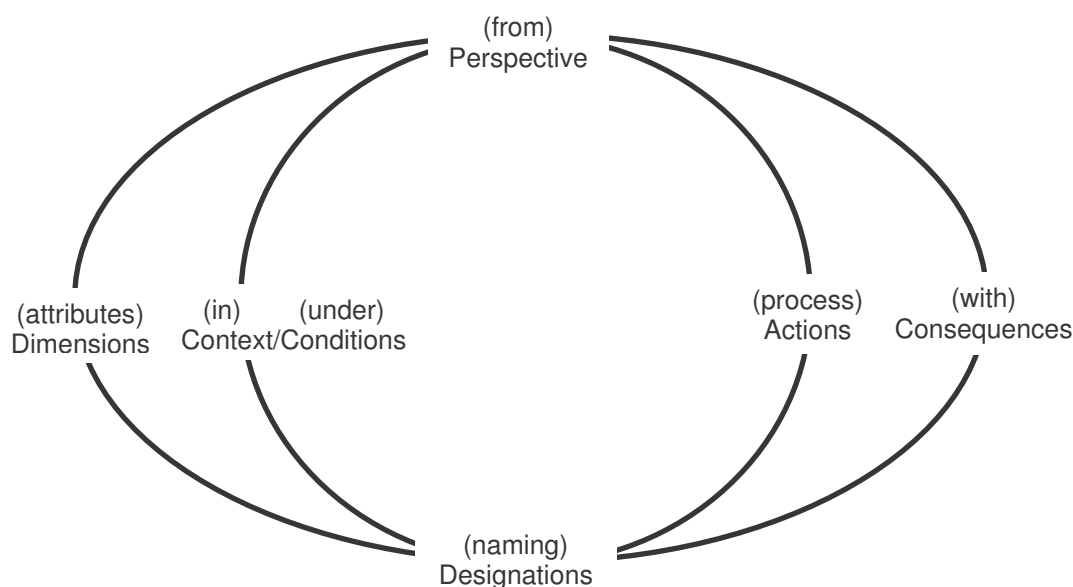 (from)
Perspective
(attributes)
Dimensions
(in) (under)
Context/Conditions
(process)
Actions
(with)
Consequences
(naming)
Designations